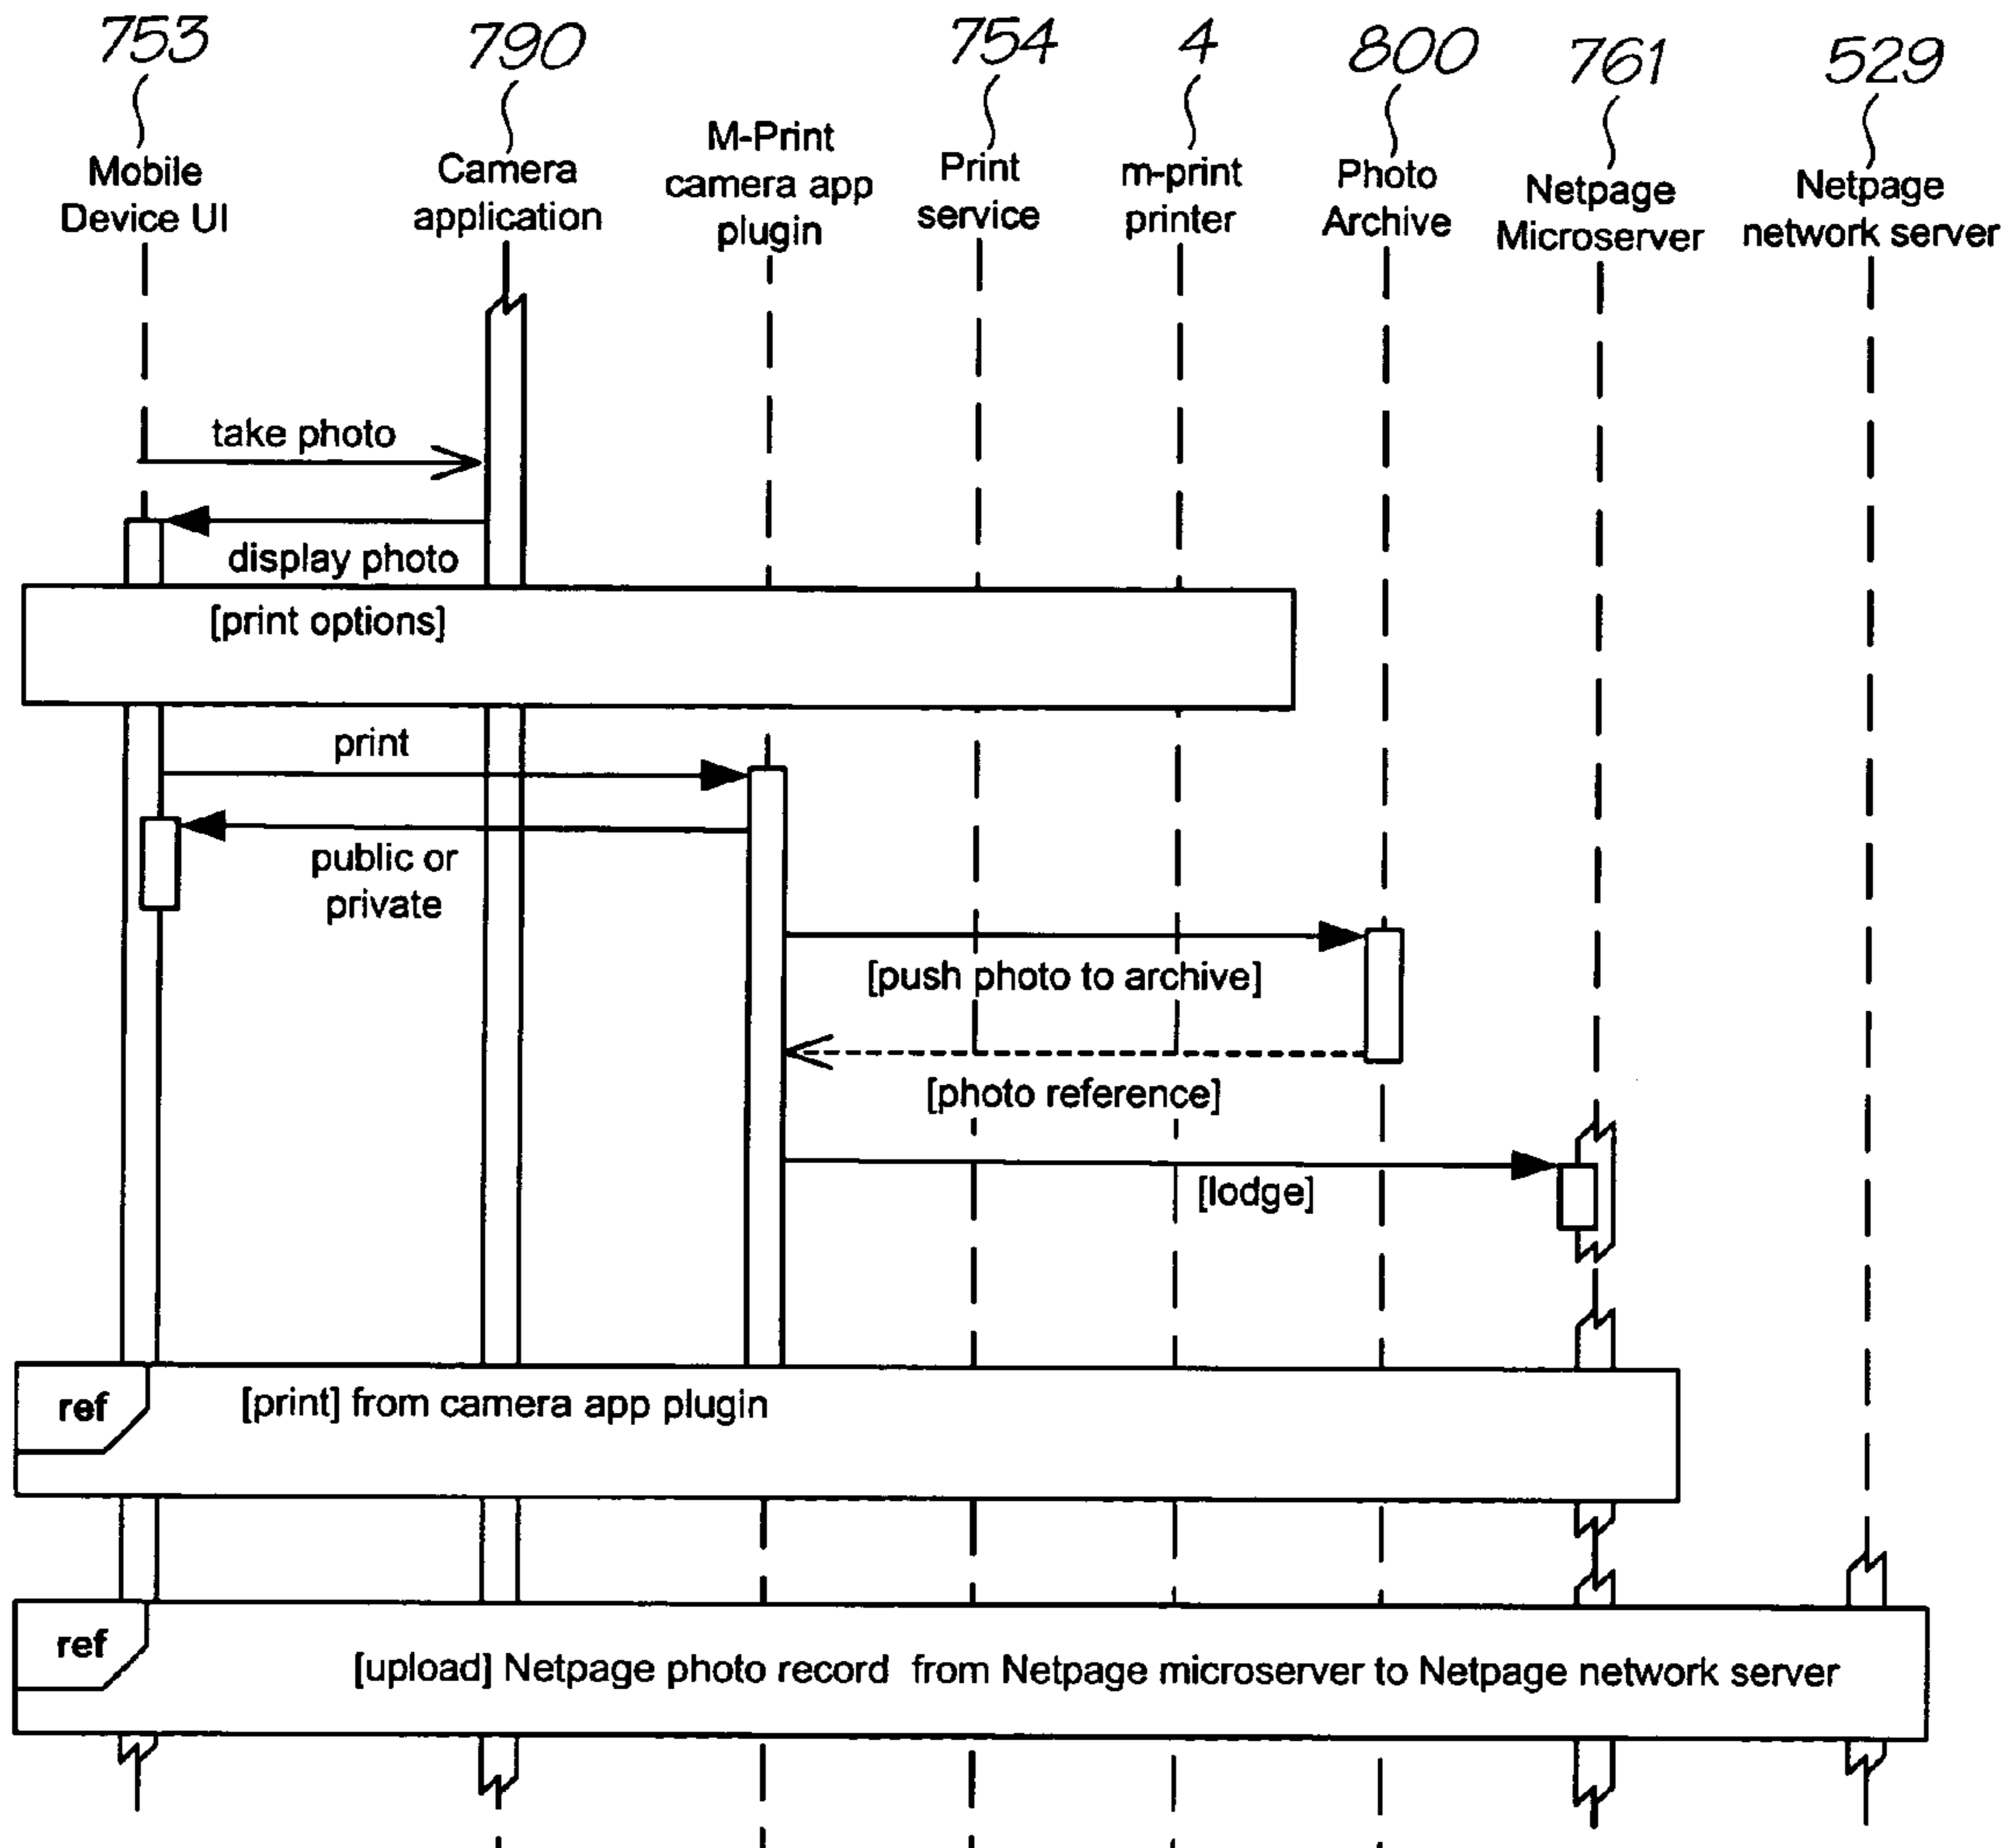 753
790
754
4
800
761
529
Mobile
Device UI
Camera
application
M-Print
camera app
plugin
Print
service
m-print
printer
Photo
Archive
Netpage
Microserver
Netpage
network server
take photo
display photo
[print options]
print
public or
private
[push photo to archive]
[photo reference]
[lodge]
ref
[print] from camera app plugin
ref
[upload] Netpage photo record from Netpage microserver to Netpage network server